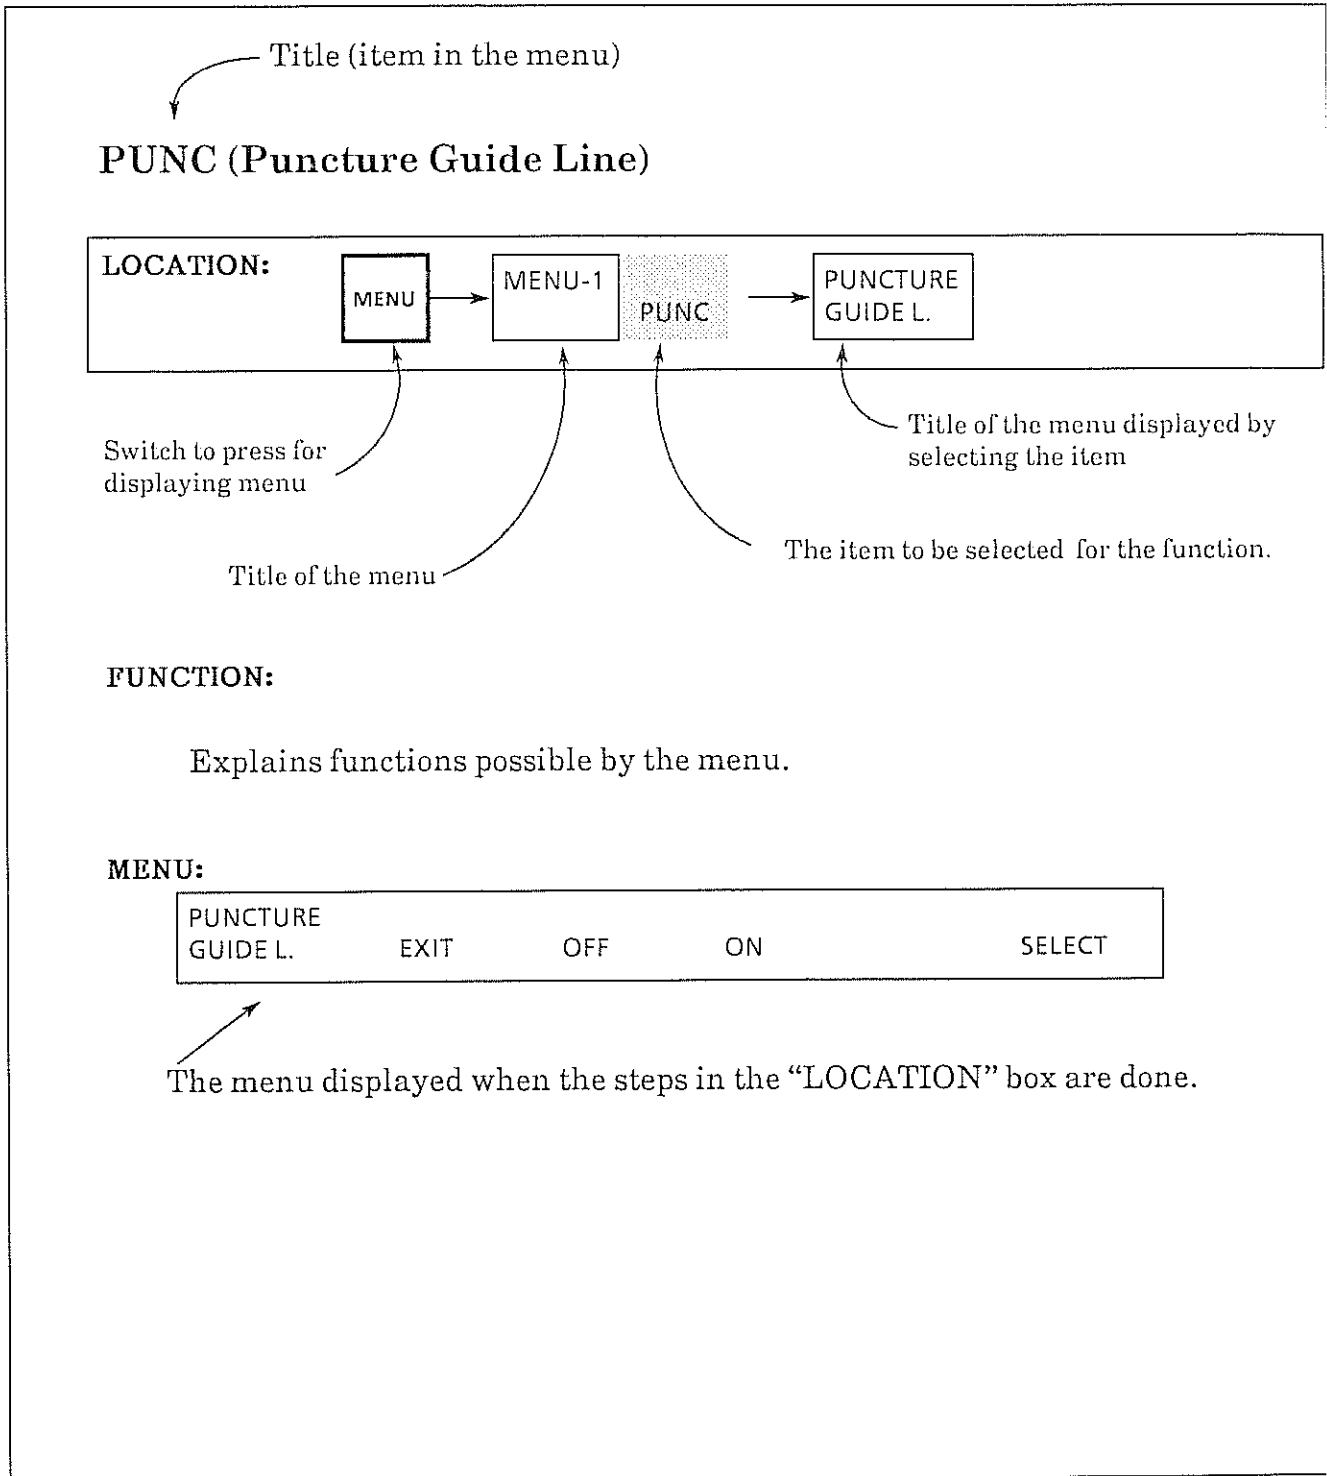 Title (item in the menu)
PUNC (Puncture Guide Line)
LOCATION:
MENU
MENU-1
PUNC
PUNCTURE
GUIDE L.
Switch to press for
displaying menu
Title of the menu displayed by
selecting the item
The item to be selected for the function.
Title of the menu
FUNCTION:
Explains functions possible by the menu.
MENU:
PUNCTURE
GUIDE L. EXIT OFF ON SELECT
The menu displayed when the steps in the “LOCATION” box are done.